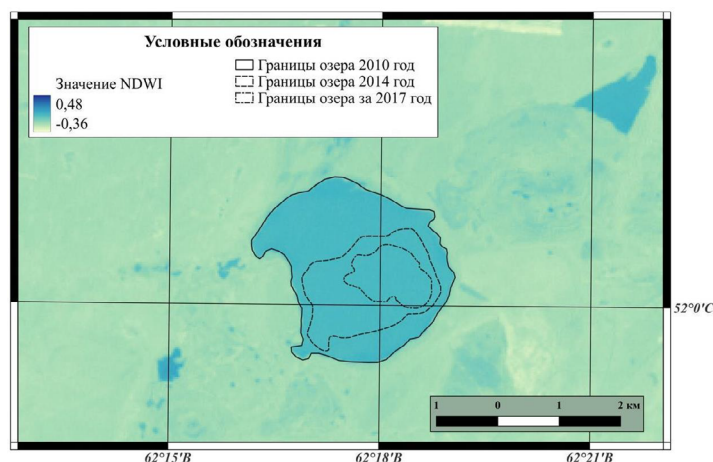 Условные обозначения
Значение NDWI
0,48
-0,36
Границы озера 2010 год
Границы озера 2014 год
Границы озера за 2017 год
52°0'С
1 0 1 2 км
62°15'В 62°18'В 62°21'В